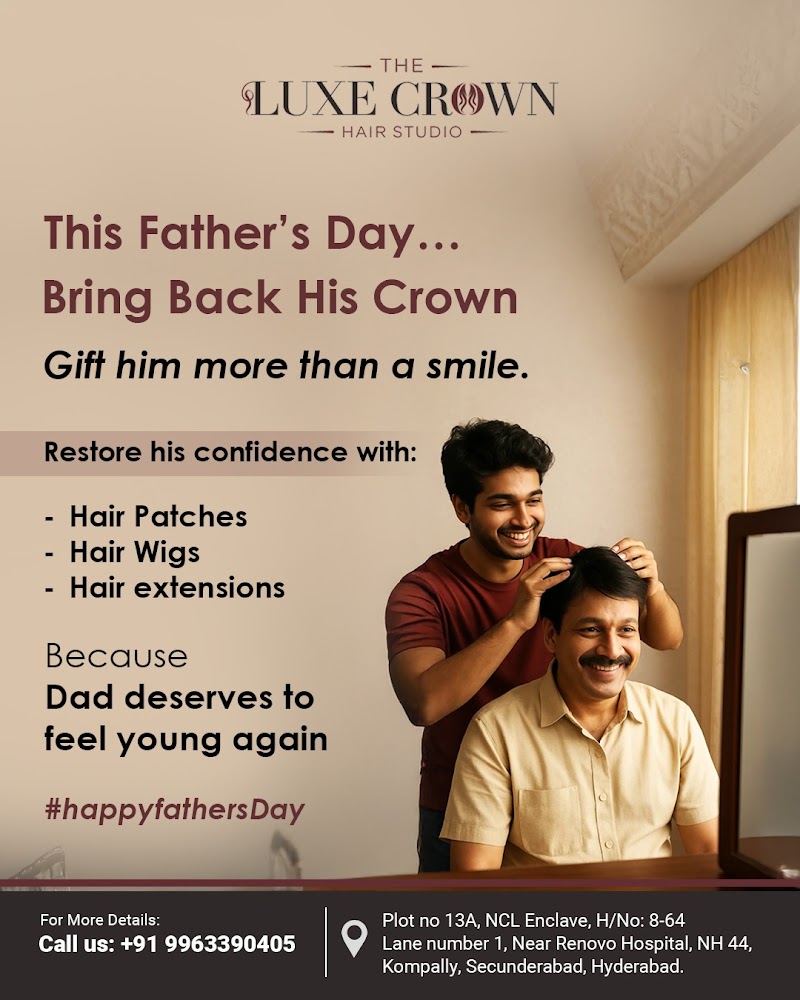 THE
LUXE CROWN
HAIR STUDIO
This Father's Day...
Bring Back His Crown
Gift him more than a smile.
Restore his confidence with:
- Hair Patches
- Hair Wigs
- Hair extensions
Because
Dad deserves to
feel young again
#happyfathersDay
For More Details:
Call us: +91 9963390405
Plot no 13A, NCL Enclave, H/No: 8-64
Lane number 1, Near Renovo Hospital, NH 44,
Kompally, Secunderabad, Hyderabad.